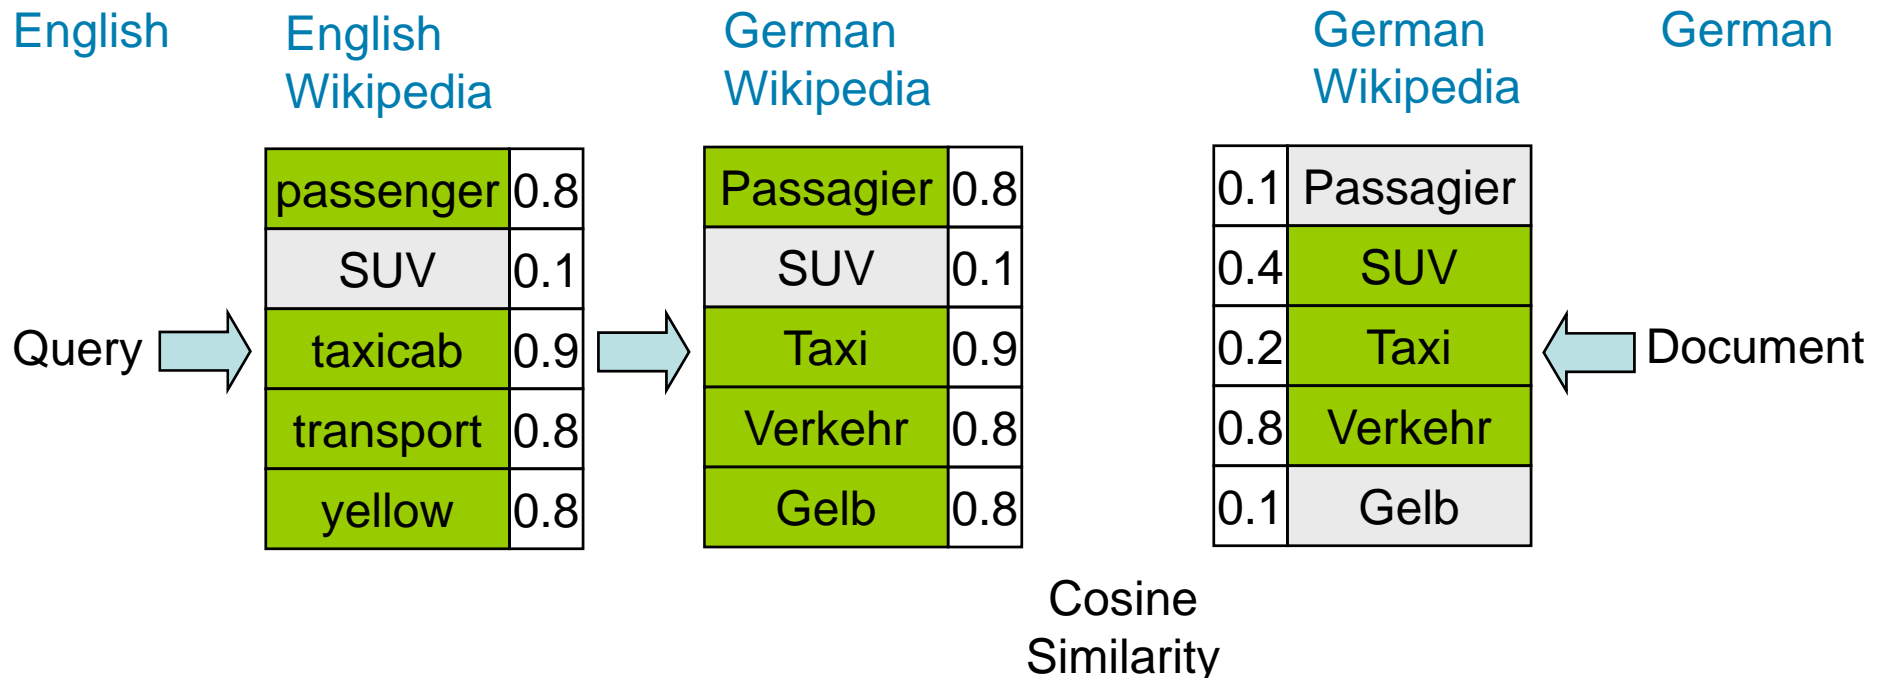 English
English
Wikipedia
German
Wikipedia
German
Wikipedia
German
passenger 0.8
SUV 0.1
taxicab 0.9
transport 0.8
yellow 0.8
Passagier 0.8
SUV 0.1
Taxi 0.9
Verkehr 0.8
Gelb 0.8
0.1 Passagier
0.4 SUV
0.2 Taxi
0.8 Verkehr
0.1 Gelb
Query
Document
Cosine
Similarity